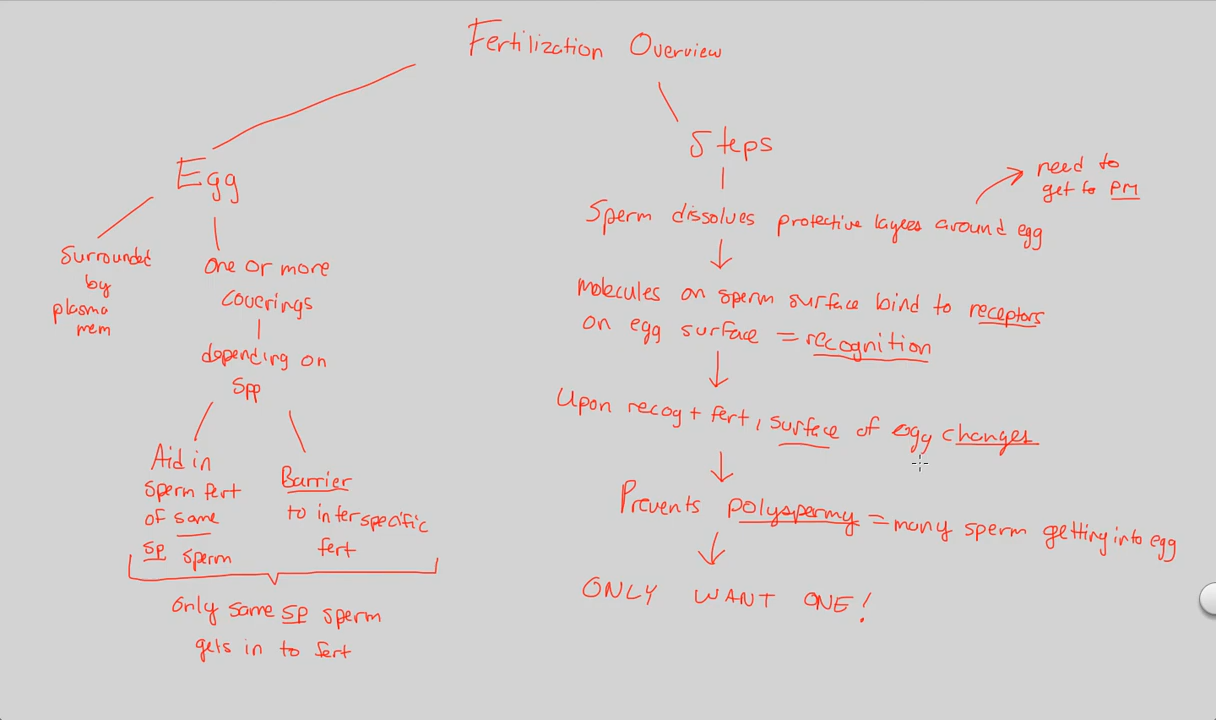 Fertilization Overview
Egg
Surrounded
by
plasma
mem
One or more
coverings
depending on
Spp
Aid in
sperm fert
of same
sp sperm
Barrier
to interspecific
fert
Only same sp sperm
gets in to fert
Steps
Sperm dissolves protective layers around egg
need to
get to PM
Molecules on sperm surface bind to receptors
on egg surface = recognition
Upon recog + fert, surface of egg changes
Prevents polyspermy = many sperm getting into egg
ONLY WANT ONE!